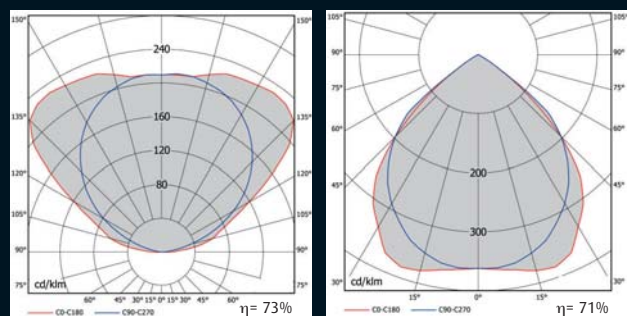 150° 150°
240
135° 135°
160
120° 120°
120
105° 80 105°
90° 90°
cd/klm
75° 60° 45° 30° 15° 0° 15° 30° 45° 60° 75°
C0-C180 C90-C270 η= 73%
105° 105°
90° 90°
75° 75°
60° 60°
200
45° 45°
300
cd/klm
30° 15° 0° 15° 30°
C0-C180 C90-C270 η= 71%